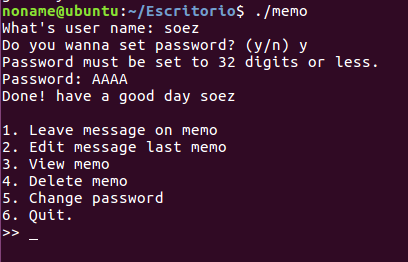 noname@ubuntu:~/Escritorio$ ./memo
What's user name: soez
Do you wanna set password? (y/n) y
Password must be set to 32 digits or less.
Password: AAAA
Done! have a good day soez
1. Leave message on memo
2. Edit message last memo
3. View memo
4. Delete memo
5. Change password
6. Quit.
>> _